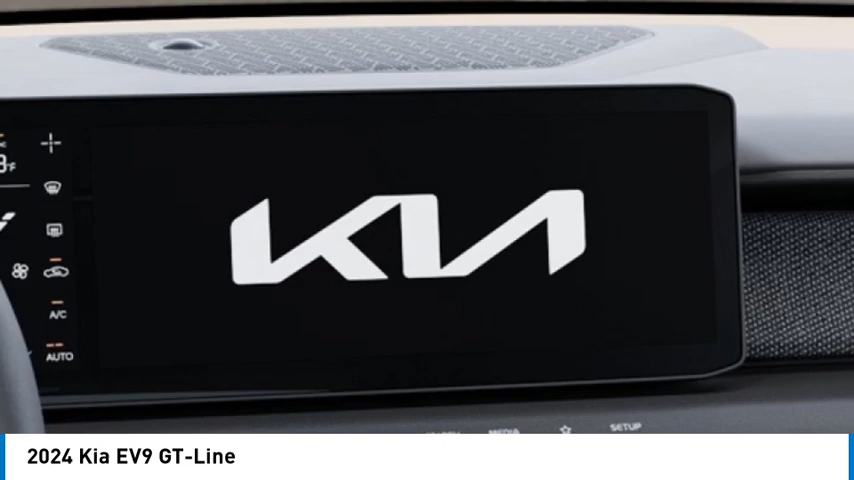 KIA
A/C
AUTO
MEDIA
SETUP
2024 Kia EV9 GT-Line